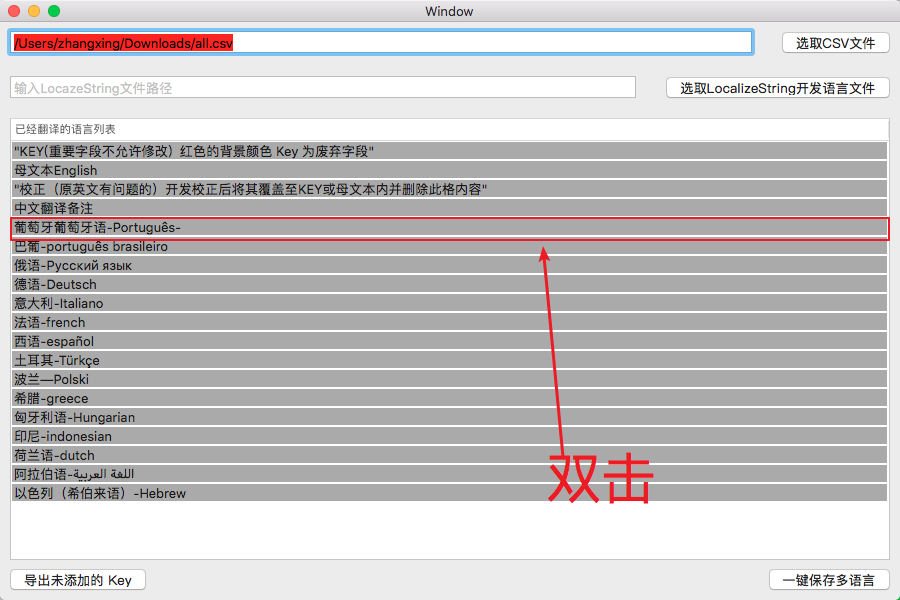 Window
/Users/zhangxing/Downloads/all.csv
选取CSV文件
输入LocazeString文件路径
选取LocalizeString开发语言文件
已经翻译的语言列表
"KEY(重要字段不允许修改）红色的背景颜色 Key 为废弃字段"
母文本English
"校正（原英文有问题的）开发校正后将其覆盖至KEY或母文本内并删除此格内容"
中文翻译备注
葡萄牙葡萄牙语-Português-
巴葡-português brasileiro
俄语-Русский язык
德语-Deutsch
意大利-Italiano
法语-french
西语-español
土耳其-Türkçe
波兰—Polski
希腊-greece
匈牙利语-Hungarian
印尼-indonesian
荷兰语-dutch
阿拉伯语-اللغة العربية
以色列（希伯来语）-Hebrew
双击
导出未添加的 Key
一键保存多语言